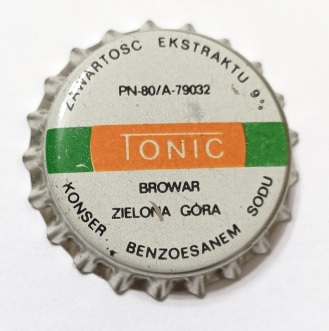 ZAWARTOSC EKSTRAKTU 9°°
PN-80/A-79032
TONIC
BROWAR
ZIELONA GÓRA
KONSER. BENZOESANEM SODU